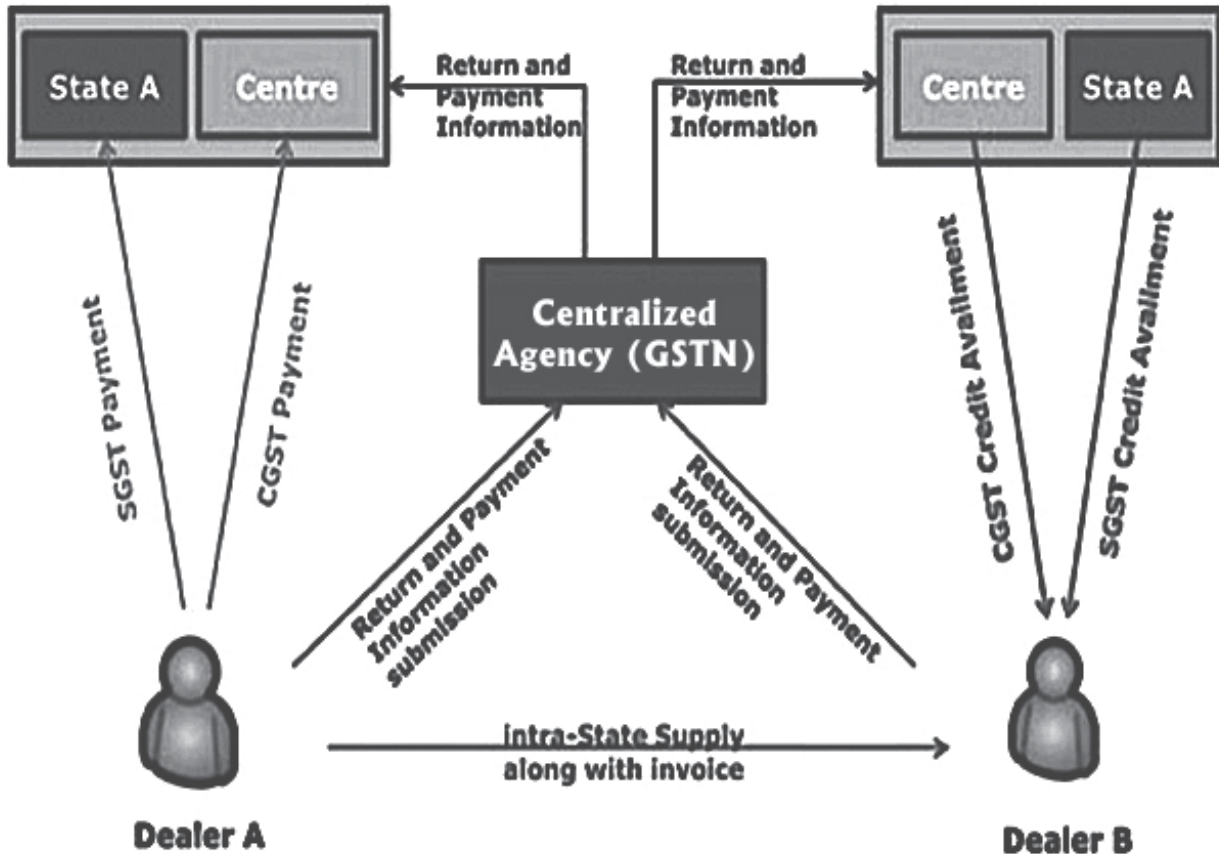 State A
Centre
Return and
Payment
Information
Return and
Payment
Information
Centre
State A
SGST Payment
CGST Payment
Centralized
Agency (GSTN)
CGST Credit Availment
SGST Credit Availment
Return and Payment
Information
submission
Return and Payment
Information
submission
intra-State Supply
along with invoice
Dealer A
Dealer B